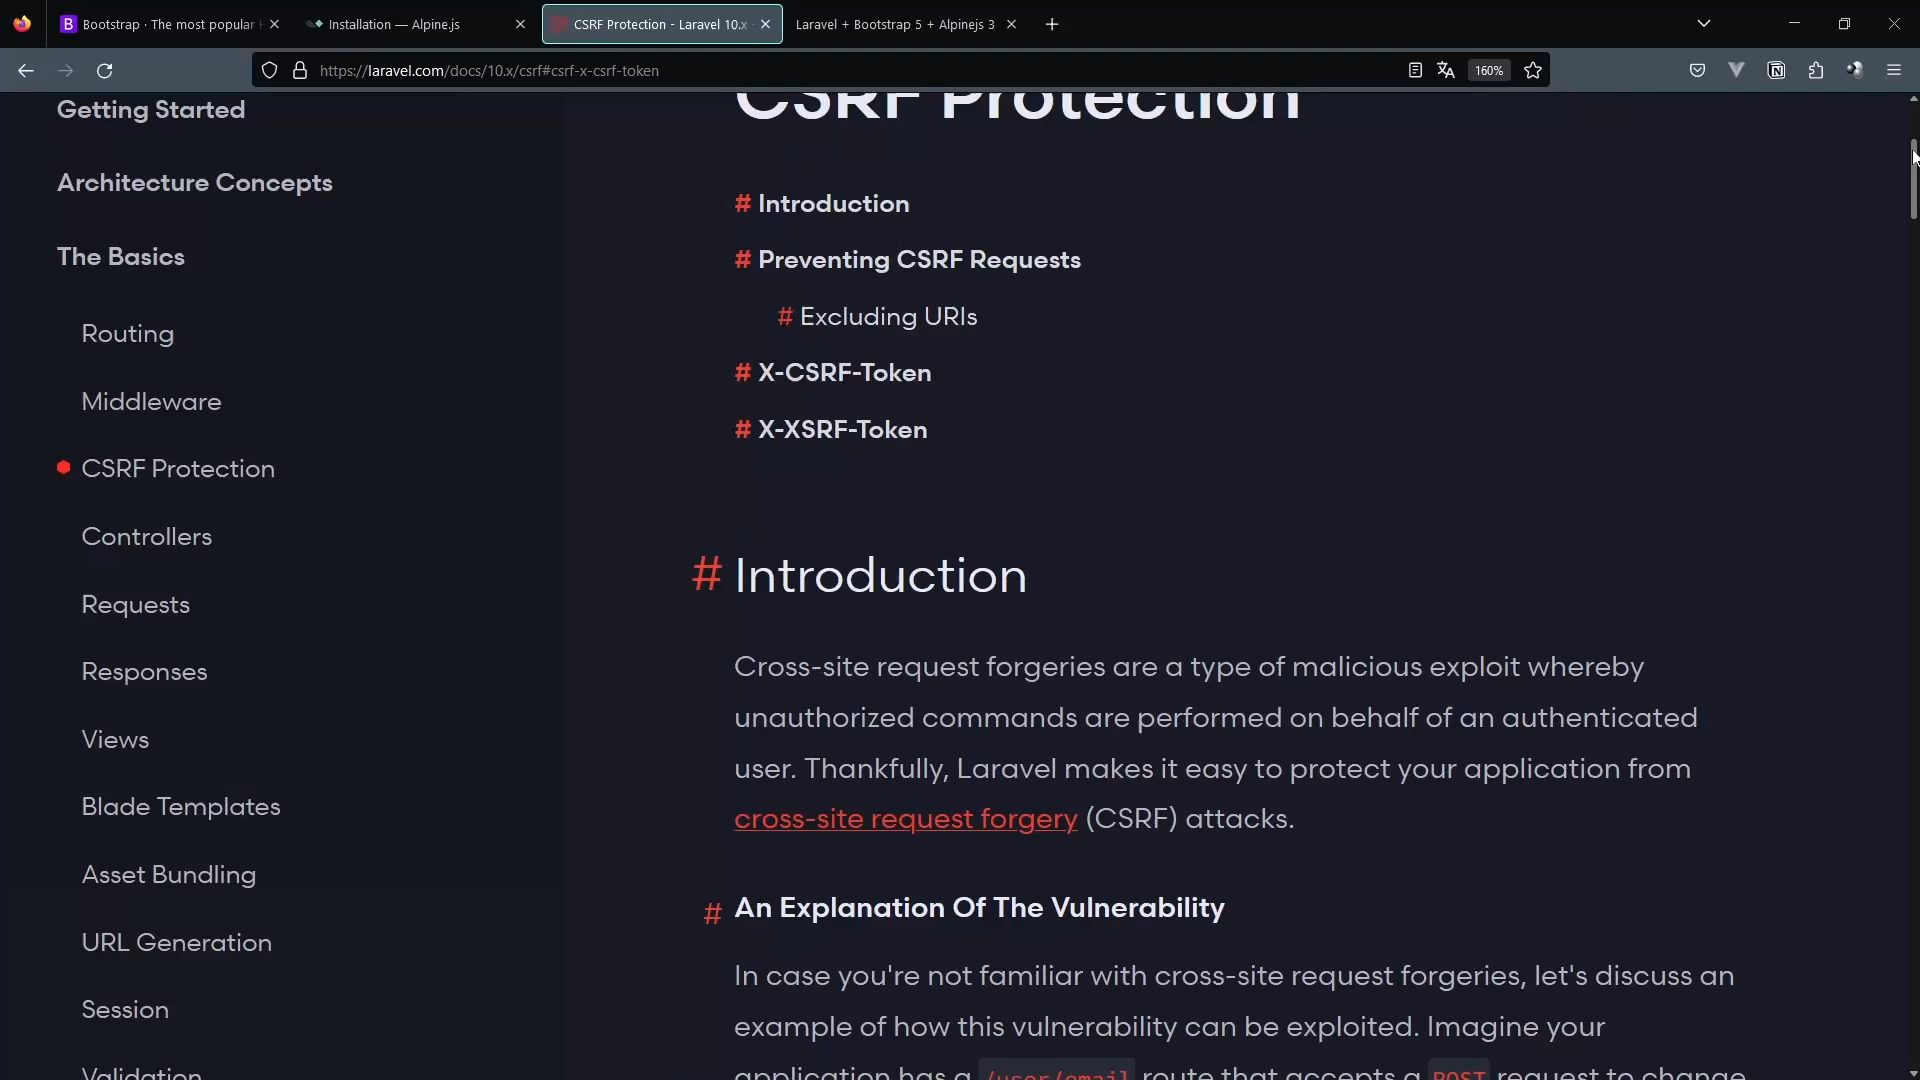 Bootstrap · The most popular
Installation — Alpine.js
CSRF Protection - Laravel 10.x
Laravel + Bootstrap 5 + Alpinejs 3
https://laravel.com/docs/10.x/csrf#csrf-x-csrf-token
160%
Getting Started
Architecture Concepts
The Basics
Routing
Middleware
CSRF Protection
Controllers
Requests
Responses
Views
Blade Templates
Asset Bundling
URL Generation
Session
Validation
CSRF Protection
# Introduction
# Preventing CSRF Requests
# Excluding URIs
# X-CSRF-Token
# X-XSRF-Token
# Introduction
Cross-site request forgeries are a type of malicious exploit whereby
unauthorized commands are performed on behalf of an authenticated
user. Thankfully, Laravel makes it easy to protect your application from
cross-site request forgery (CSRF) attacks.
# An Explanation Of The Vulnerability
In case you're not familiar with cross-site request forgeries, let's discuss an
example of how this vulnerability can be exploited. Imagine your
application has a /user/email route that accepts a POST request to change